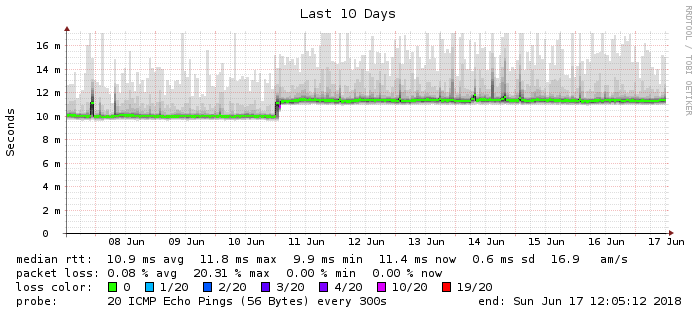 Last 10 Days
RRDTOOL / TOBI OETIKER
Seconds
16 m
14 m
12 m
10 m
8 m
6 m
4 m
2 m
0
08 Jun 09 Jun 10 Jun 11 Jun 12 Jun 13 Jun 14 Jun 15 Jun 16 Jun 17 Jun
median rtt: 10.9 ms avg 11.8 ms max 9.9 ms min 11.4 ms now 0.6 ms sd 16.9 am/s
packet loss: 0.08 % avg 20.31 % max 0.00 % min 0.00 % now
loss color: 0 1/20 2/20 3/20 4/20 10/20 19/20
probe: 20 ICMP Echo Pings (56 Bytes) every 300s end: Sun Jun 17 12:05:12 2018